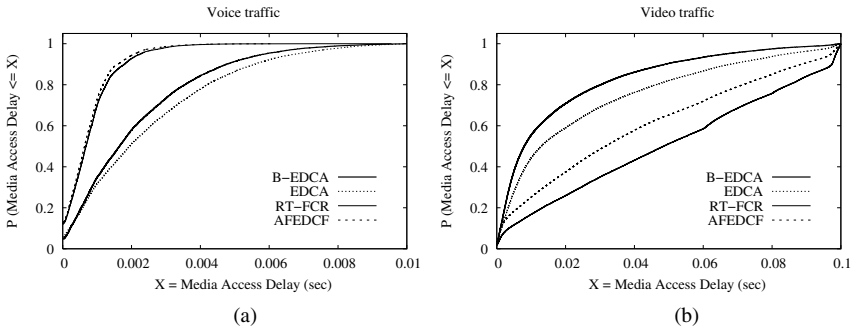 Voice traffic
P (Media Access Delay <= X)
1
0.8
0.6
0.4
0.2
0
B-EDCA
EDCA
RT-FCR
AFEDCF
0
0.002
0.004
0.006
0.008
0.01
X = Media Access Delay (sec)
(a)
Video traffic
P (Media Access Delay <= X)
1
0.8
0.6
0.4
0.2
0
B-EDCA
EDCA
RT-FCR
AFEDCF
0
0.02
0.04
0.06
0.08
0.1
X = Media Access Delay (sec)
(b)